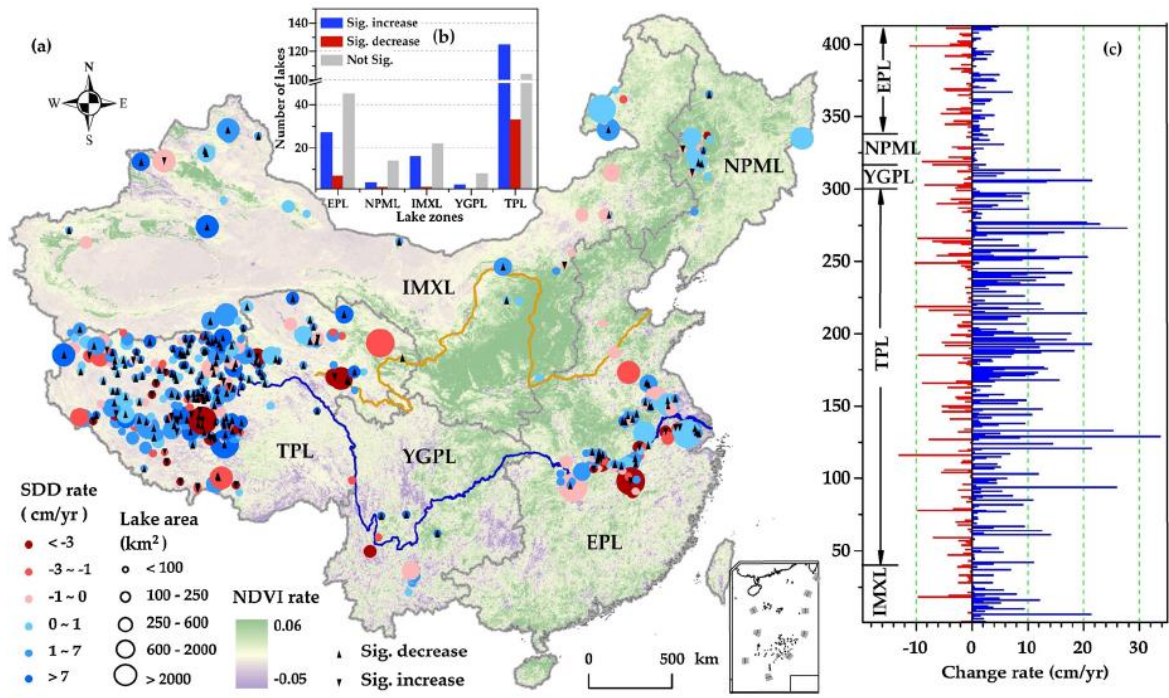 (a)
N
W
E
S
140
120
100
40
20
Number of lakes
Sig. increase
Sig. decrease
Not Sig.
(b)
EPL NPML IMXL YGPL TPL
Lake zones
NPML
IMXL
TPL
YGPL
EPL
SDD rate
( cm/yr )
< -3
-3 ~ -1
-1 ~ 0
0 ~ 1
1 ~ 7
> 7
Lake area
(km²)
< 100
100 - 250
250 - 600
600 - 2000
> 2000
NDVI rate
0.06
-0.05
Sig. decrease
Sig. increase
0 500 km
(c)
400
350
300
250
200
150
100
50
EPL
NPML
YGPL
TPL
IMXL
-10 0 10 20 30
Change rate (cm/yr)